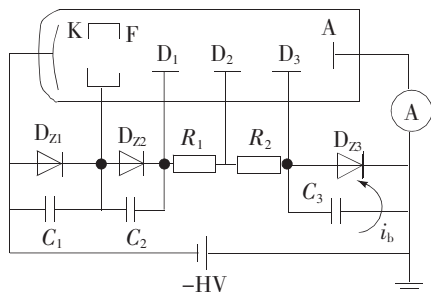 K F A
D1 D2 D3
A
DZ1 DZ2 R1 R2 DZ3
C1 C2 C3 ib
−HV